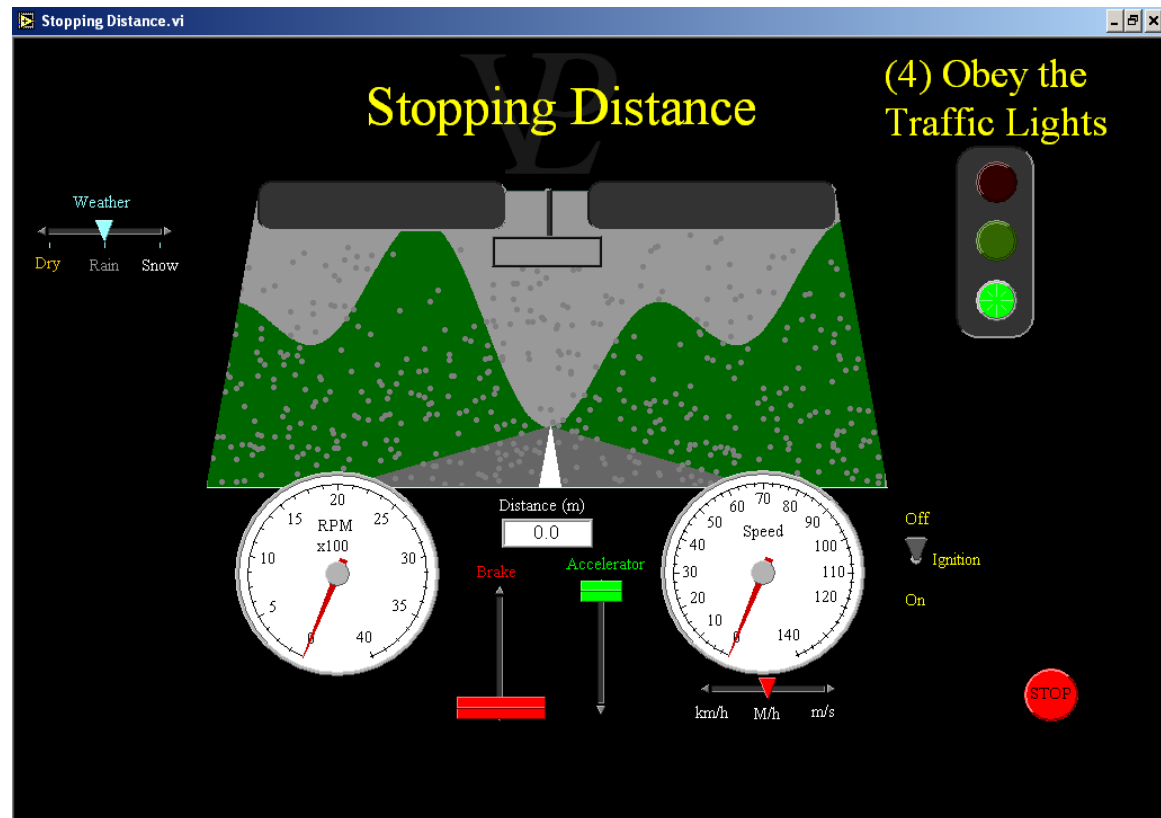 Stopping Distance.vi
VPL
Stopping Distance
(4) Obey the
Traffic Lights
Weather
Dry Rain Snow
Distance (m)
0.0
Brake
Accelerator
RPM
x100
0 5 10 15 20 25 30 35 40
Speed
0 10 20 30 40 50 60 70 80 90 100 110 120 140
km/h M/h m/s
Off
Ignition
On
STOP